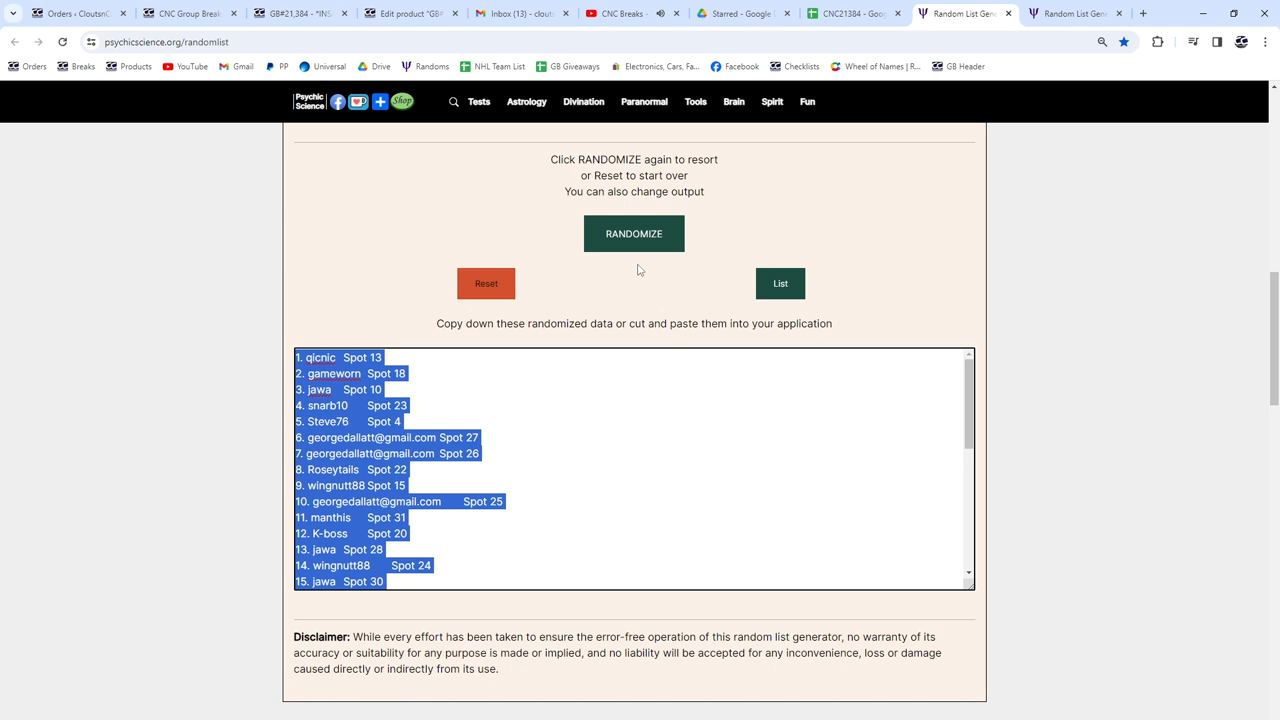 Orders ‹ CloutsnC
CNC Group Break
GB#21,384 - "INS
Edit product "GB#
Inbox (13) - clouts
CNC Breaks -
Starred - Google
CNC21384 - Goog
Random List Gene
Random List Gene
psychicscience.org/randomlist
Orders
Breaks
Products
YouTube
Gmail
PP
Universal
Drive
Randoms
NHL Team List
GB Giveaways
Electronics, Cars, Fa...
Facebook
Checklists
Wheel of Names | R...
GB Header
Psychic
Science
Shop
Tests
Astrology
Divination
Paranormal
Tools
Brain
Spirit
Fun
Click RANDOMIZE again to resort
or Reset to start over
You can also change output
RANDOMIZE
Reset
List
Copy down these randomized data or cut and paste them into your application
1. qicnic Spot 13
2. gameworn Spot 18
3. jawa Spot 10
4. snarb10 Spot 23
5. Steve76 Spot 4
6. georgedallatt@gmail.com Spot 27
7. georgedallatt@gmail.com Spot 26
8. Roseytails Spot 22
9. wingnutt88 Spot 15
10. georgedallatt@gmail.com Spot 25
11. manthis Spot 31
12. K-boss Spot 20
13. jawa Spot 28
14. wingnutt88 Spot 24
15. jawa Spot 30
Disclaimer: While every effort has been taken to ensure the error-free operation of this random list generator, no warranty of its
accuracy or suitability for any purpose is made or implied, and no liability will be accepted for any inconvenience, loss or damage
caused directly or indirectly from its use.